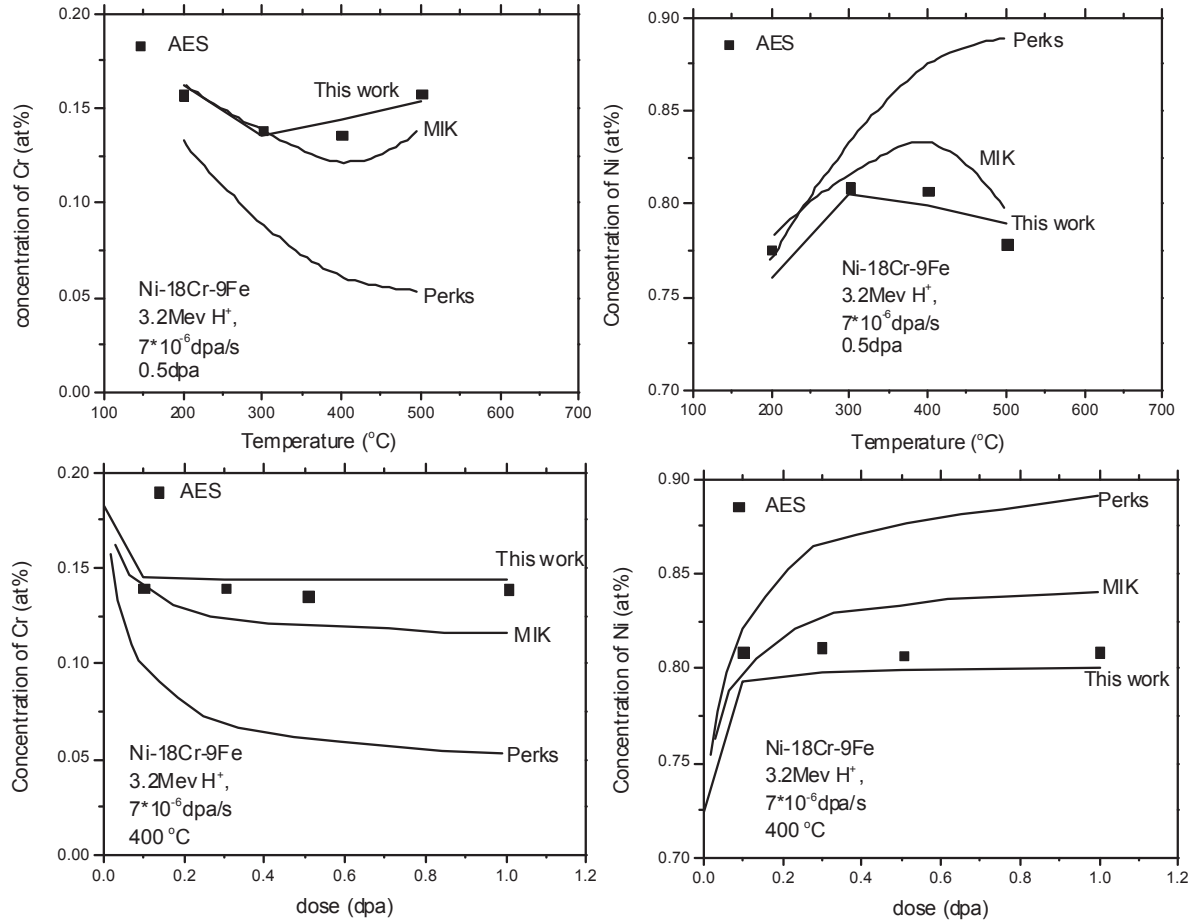 0.20
0.15
0.10
0.05
0.00
concentration of Cr (at%)
AES
This work
MIK
Perks
Ni-18Cr-9Fe
3.2Mev H⁺,
7*10⁻⁶dpa/s
0.5dpa
100 200 300 400 500 600 700
Temperature (°C)
0.90
0.85
0.80
0.75
0.70
Concentration of Ni (at%)
AES
Perks
MIK
This work
Ni-18Cr-9Fe
3.2Mev H⁺,
7*10⁻⁶dpa/s
0.5dpa
100 200 300 400 500 600 700
Temperature (°C)
0.20
0.15
0.10
0.05
0.00
Concentration of Cr (at%)
AES
This work
MIK
Perks
Ni-18Cr-9Fe
3.2Mev H⁺,
7*10⁻⁶dpa/s
400 °C
0.0 0.2 0.4 0.6 0.8 1.0 1.2
dose (dpa)
0.90
0.85
0.80
0.75
0.70
Concentration of Ni (at%)
AES
Perks
MIK
This work
Ni-18Cr-9Fe
3.2Mev H⁺,
7*10⁻⁶dpa/s
400 °C
0.0 0.2 0.4 0.6 0.8 1.0 1.2
dose (dpa)